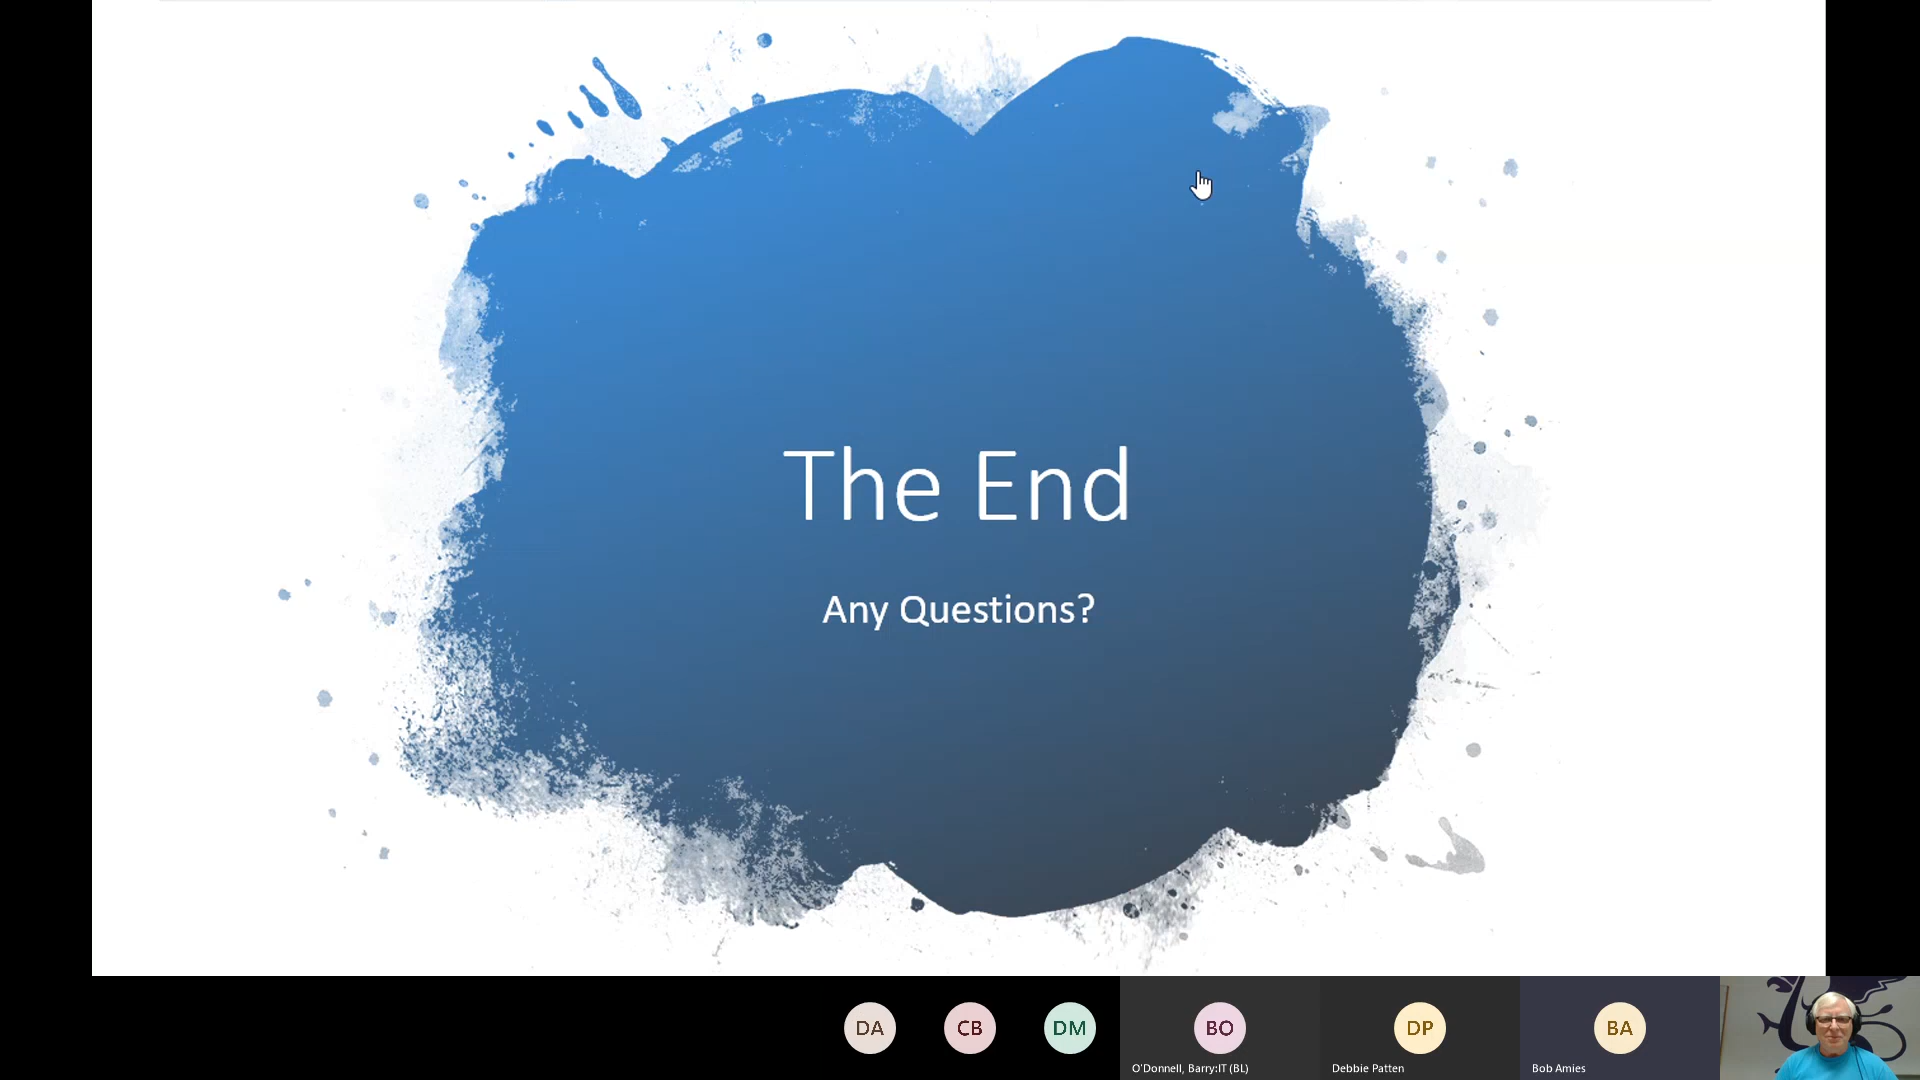 The End
Any Questions?
DA
CB
DM
BO
DP
BA
O'Donnell, Barry:IT (BL)
Debbie Patten
Bob Amies